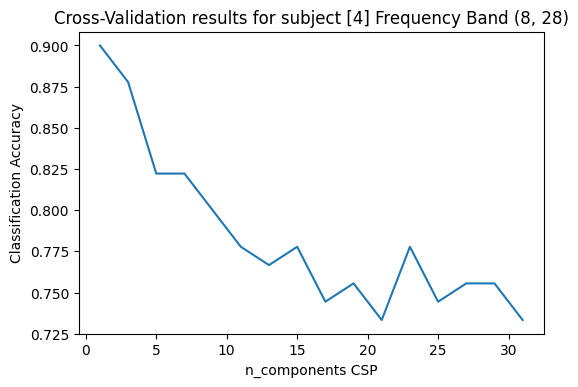 Cross-Validation results for subject [4] Frequency Band (8, 28)
0.900
0.875
0.850
0.825
0.800
0.775
0.750
0.725
Classification Accuracy
0 5 10 15 20 25 30
n_components CSP